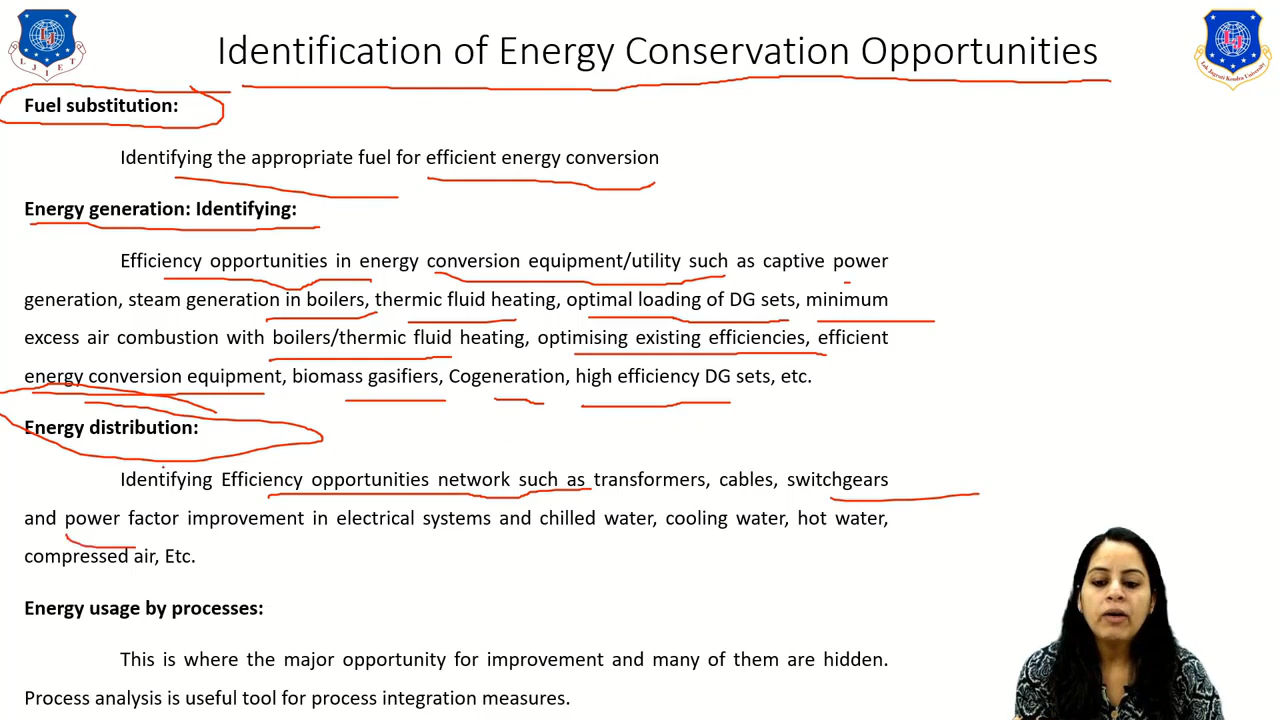 Identification of Energy Conservation Opportunities
LJIET
LJ
Lok Jagruti Kendra University
Fuel substitution:
Identifying the appropriate fuel for efficient energy conversion
Energy generation: Identifying:
Efficiency opportunities in energy conversion equipment/utility such as captive power
generation, steam generation in boilers, thermic fluid heating, optimal loading of DG sets, minimum
excess air combustion with boilers/thermic fluid heating, optimising existing efficiencies, efficient
energy conversion equipment, biomass gasifiers, Cogeneration, high efficiency DG sets, etc.
Energy distribution:
Identifying Efficiency opportunities network such as transformers, cables, switchgears
and power factor improvement in electrical systems and chilled water, cooling water, hot water,
compressed air, Etc.
Energy usage by processes:
This is where the major opportunity for improvement and many of them are hidden.
Process analysis is useful tool for process integration measures.